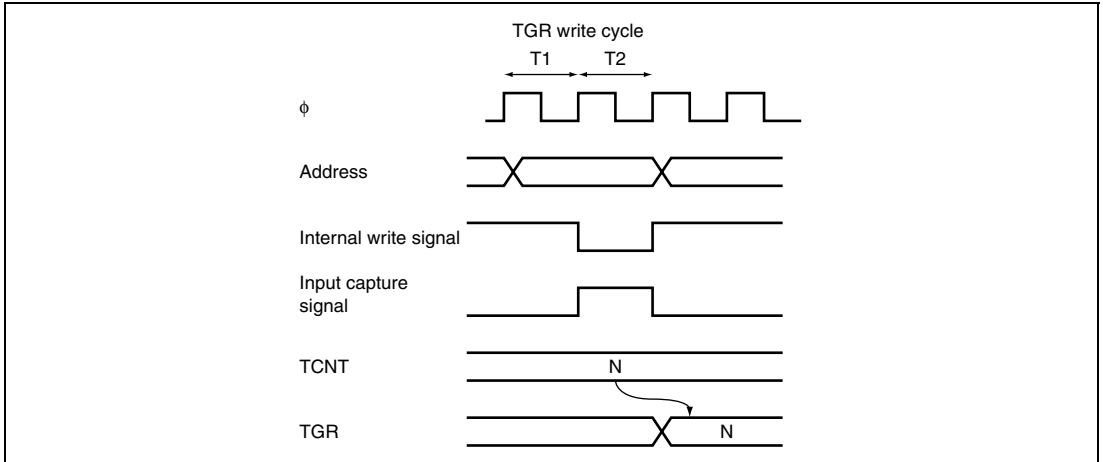 TGR write cycle
T1 T2
ϕ
Address
Internal write signal
Input capture
signal
TCNT
N
TGR
N